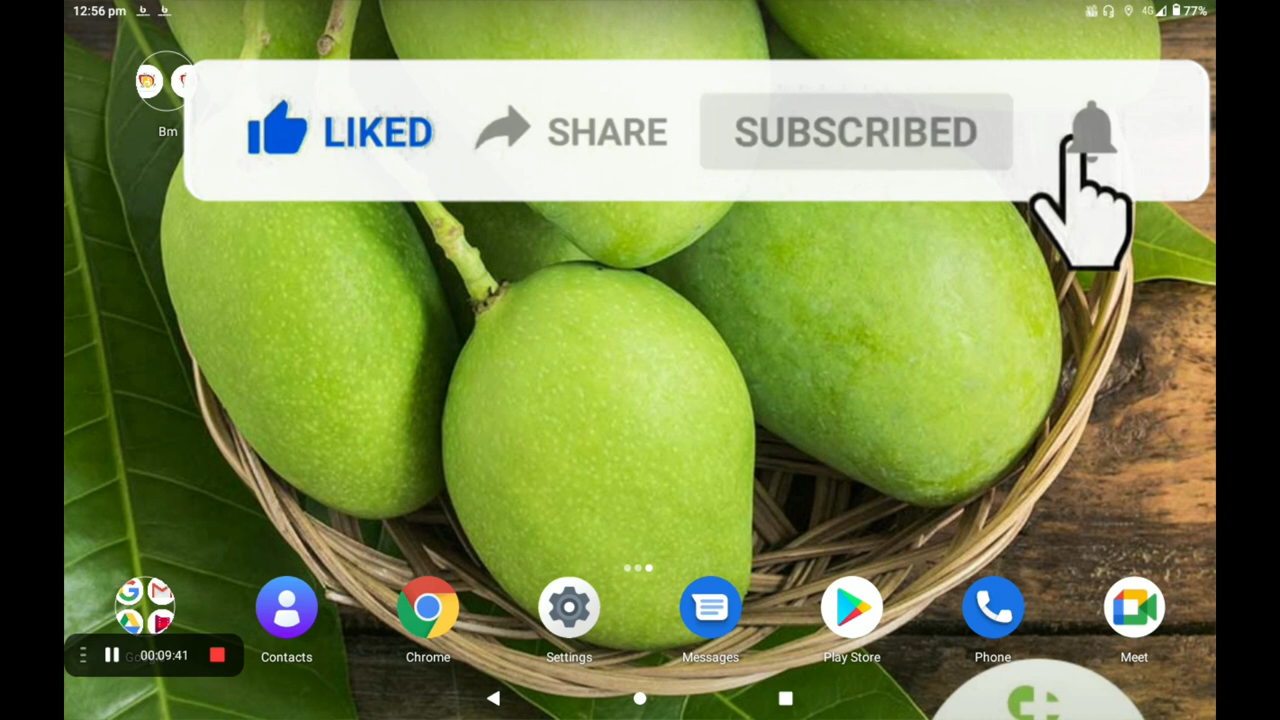 12:56 pm
4G 77%
Bm
LIKED SHARE SUBSCRIBED
00:09:41
Contacts Chrome Settings Messages Play Store Phone Meet